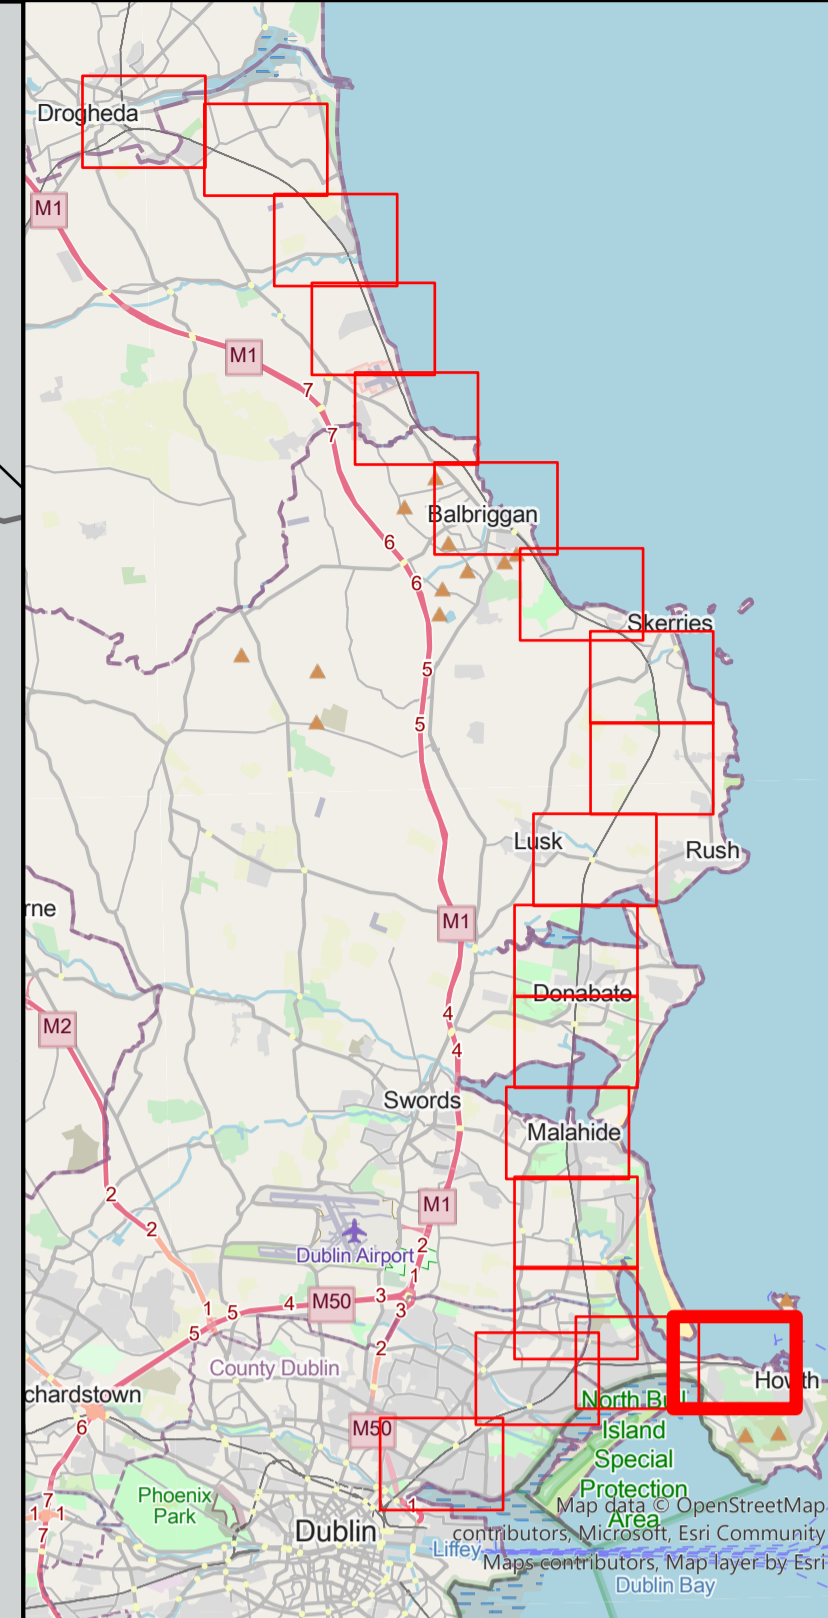 Drogheda
M1
M1
7
7
Balbriggan
6
6
Skerries
5
5
Lusk
Rush
rne
M1
Donabate
4
M2
4
Swords
Malahide
2
M1
2
2
Dublin Airport
1
3
M50
4
5
1
3
5
2
County Dublin
chardstown
Howth
North Bull
Island
Special
Protection
Area
6
M50
Phoenix
Park
7
1 1
7
1
Dublin
Liffey
Map data © OpenStreetMap
contributors, Microsoft, Esri Community
Maps contributors, Map layer by Esri
Dublin Bay